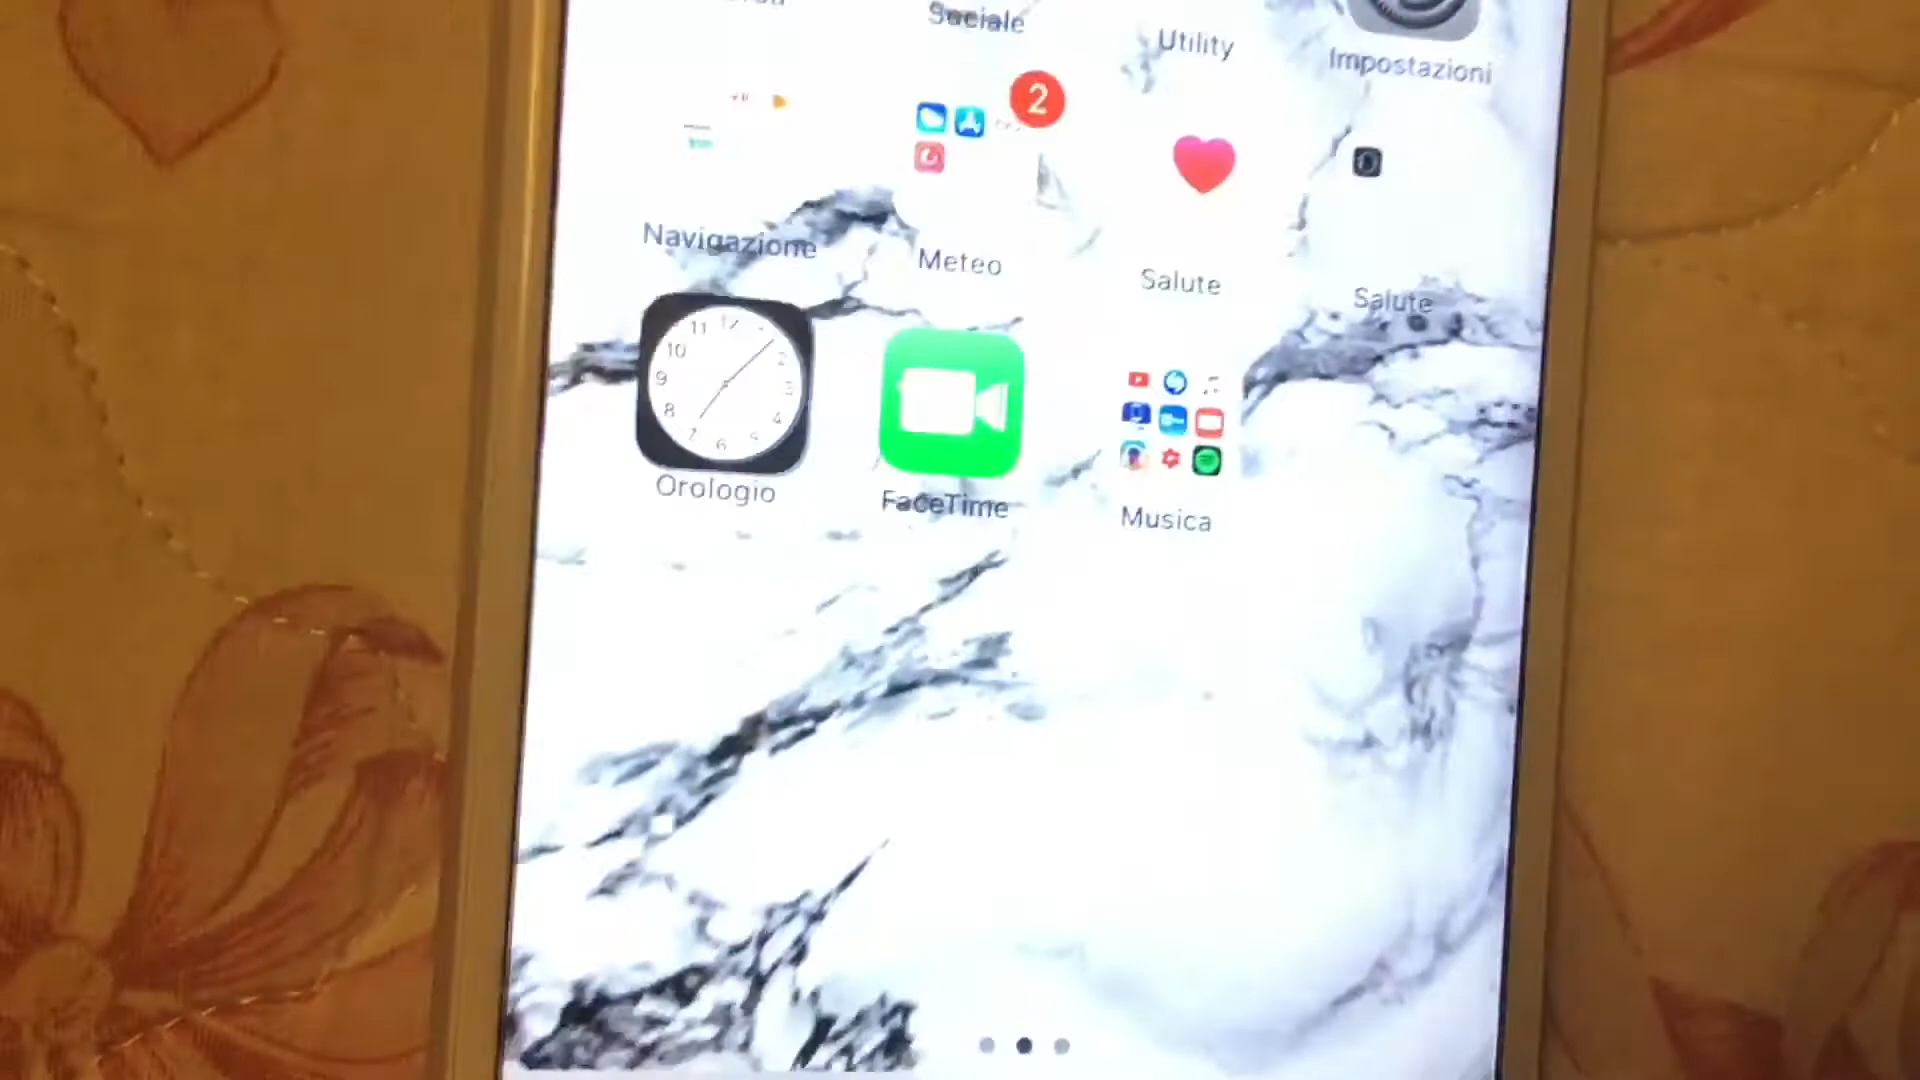 Sociale
Utility
Impostazioni
2
Navigazione
Meteo
Salute
Salute
11 12
10 2
9 3
8 4
7 6 5
Orologio
FaceTime
Musica